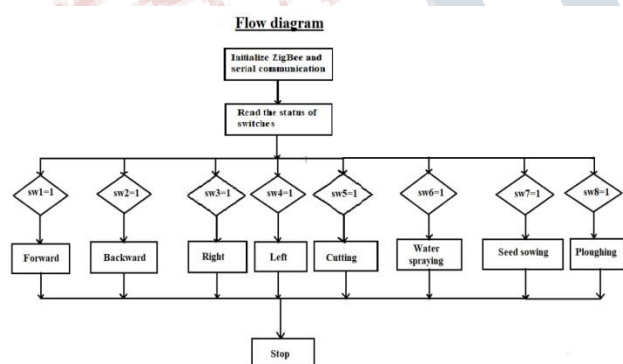 Flow diagram
Initialize ZigBee and
serial communication
Read the status of
switches
sw1=1
sw2=1
sw3=1
sw4=1
sw5=1
sw6=1
sw7=1
sw8=1
Forward
Backward
Right
Left
Cutting
Water
spraying
Seed sowing
Ploughing
Stop